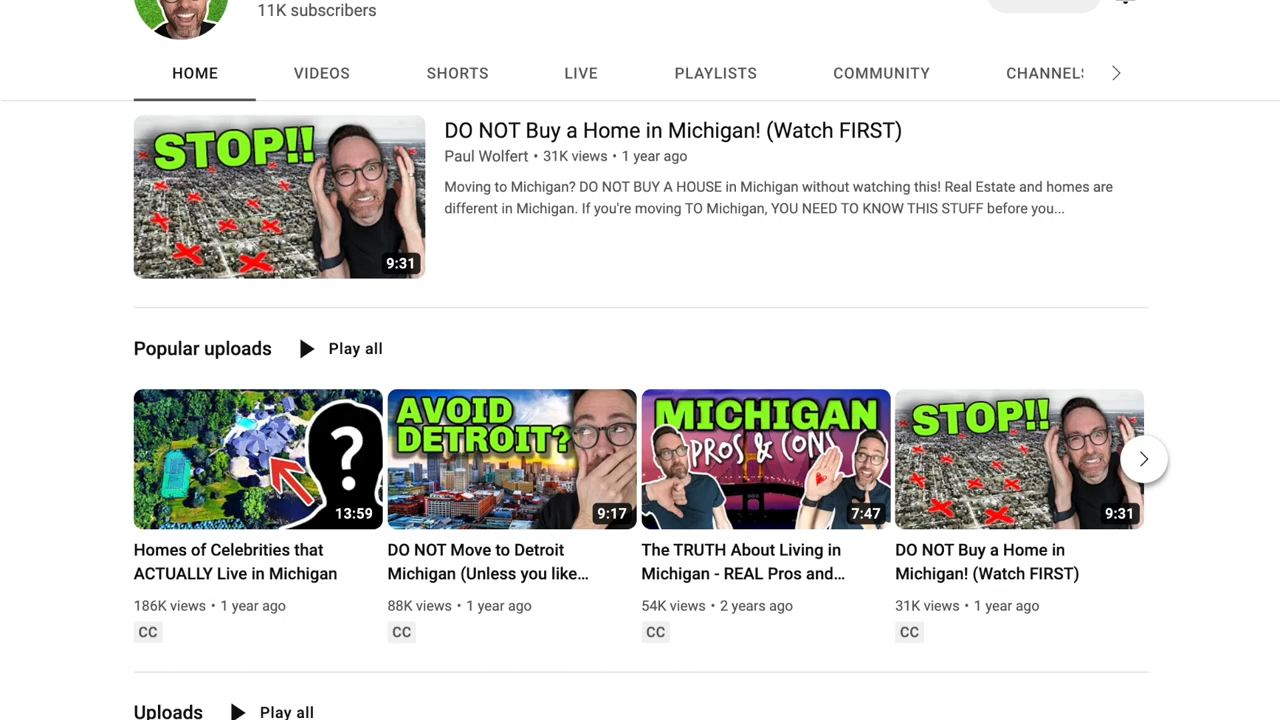 11K subscribers
HOME VIDEOS SHORTS LIVE PLAYLISTS COMMUNITY CHANNELS
STOP!!
9:31
DO NOT Buy a Home in Michigan! (Watch FIRST)
Paul Wolfert • 31K views • 1 year ago
Moving to Michigan? DO NOT BUY A HOUSE in Michigan without watching this! Real Estate and homes are
different in Michigan. If you're moving TO Michigan, YOU NEED TO KNOW THIS STUFF before you...
Popular uploads Play all
?
13:59
Homes of Celebrities that
ACTUALLY Live in Michigan
186K views • 1 year ago
CC
AVOID
DETROIT?
9:17
DO NOT Move to Detroit
Michigan (Unless you like...
88K views • 1 year ago
CC
MICHIGAN
PROS & CONS
7:47
The TRUTH About Living in
Michigan - REAL Pros and...
54K views • 2 years ago
CC
STOP!!
9:31
DO NOT Buy a Home in
Michigan! (Watch FIRST)
31K views • 1 year ago
CC
Uploads Play all